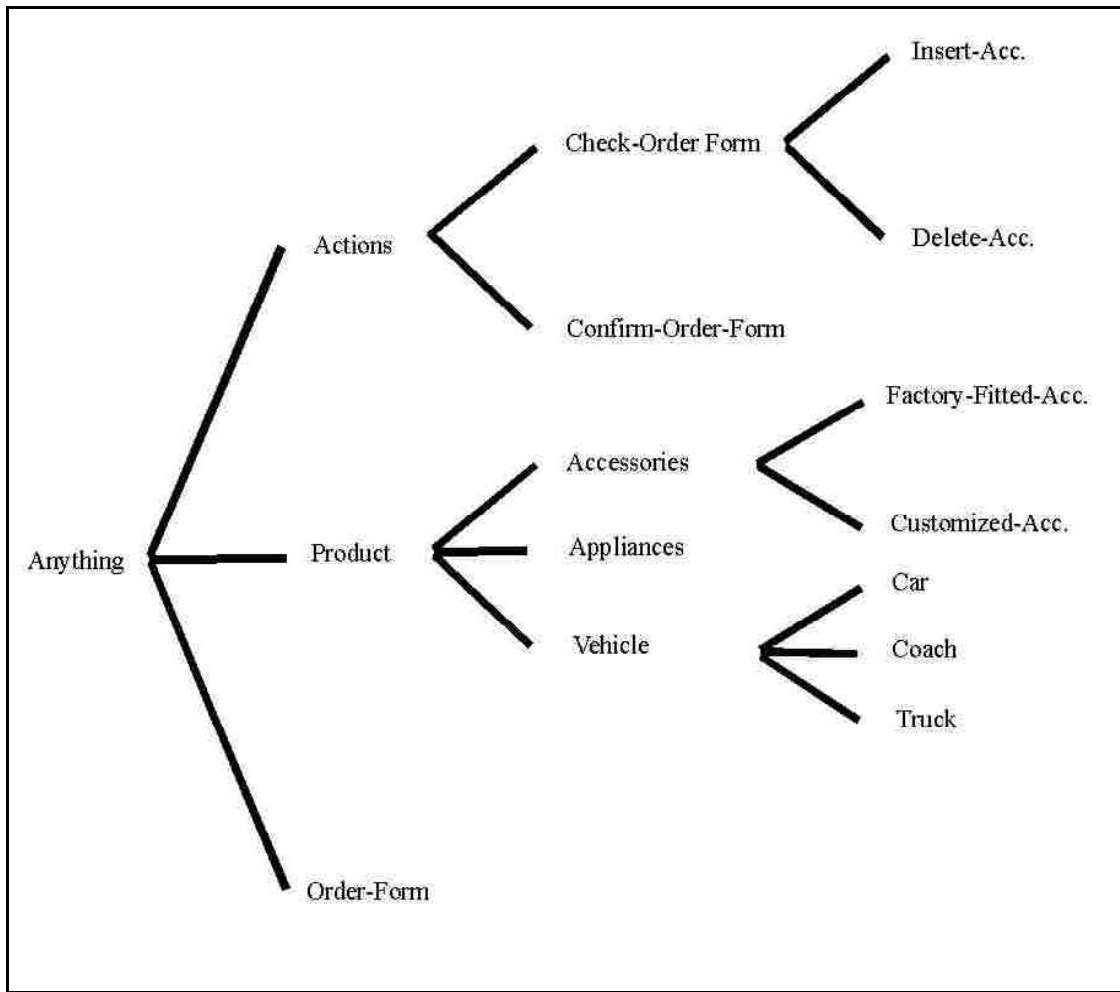 Insert-Acc.
Check-Order Form
Delete-Acc.
Actions
Confirm-Order-Form
Factory-Fitted-Acc.
Accessories
Customized-Acc.
Anything
Product
Appliances
Car
Vehicle
Coach
Truck
Order-Form